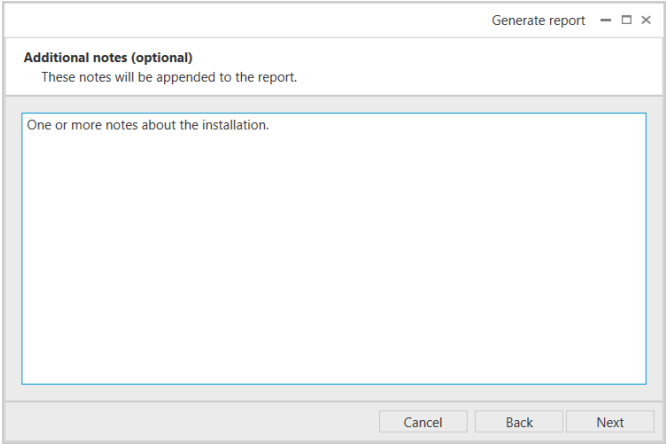 Generate report
Additional notes (optional)
These notes will be appended to the report.
One or more notes about the installation.
Cancel
Back
Next